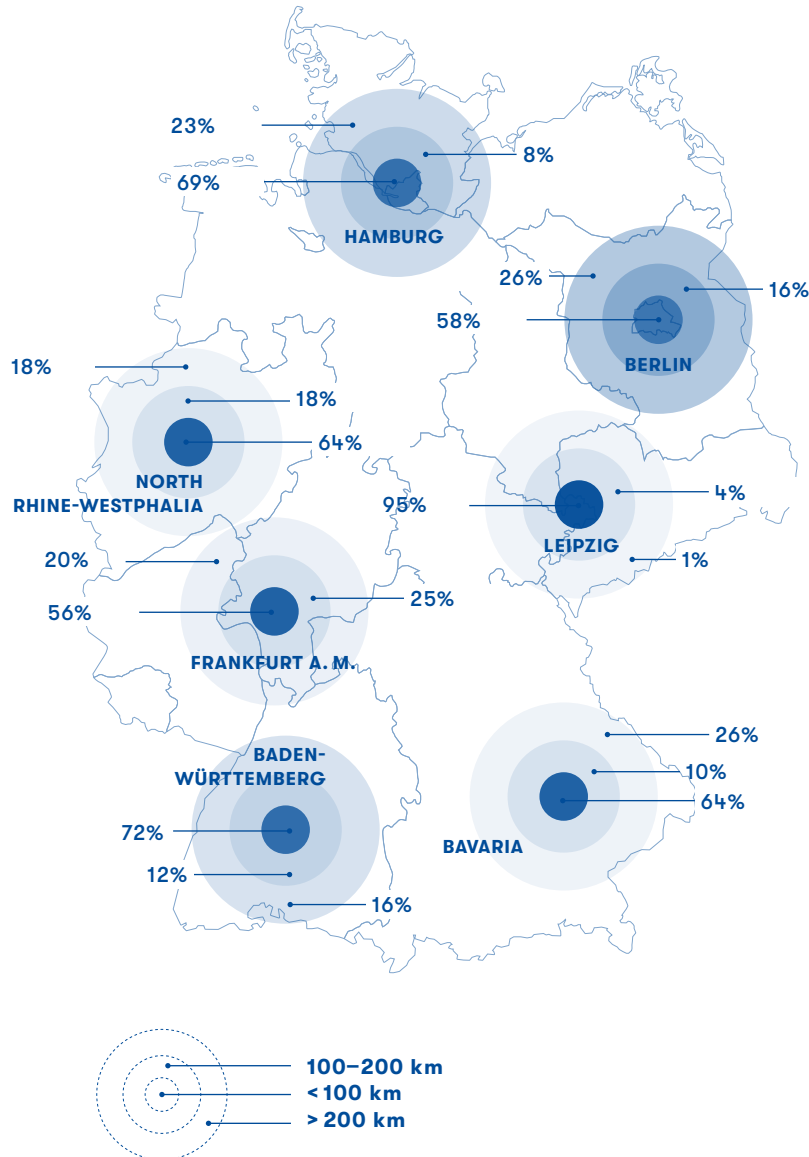 23%
8%
69%
HAMBURG
26%
16%
58%
BERLIN
18%
18%
64%
NORTH
RHINE-WESTPHALIA
95%
4%
LEIPZIG
1%
20%
25%
56%
FRANKFURT A. M.
BADEN-
WÜRTTEMBERG
72%
12%
16%
26%
10%
64%
BAVARIA
100–200 km
< 100 km
> 200 km